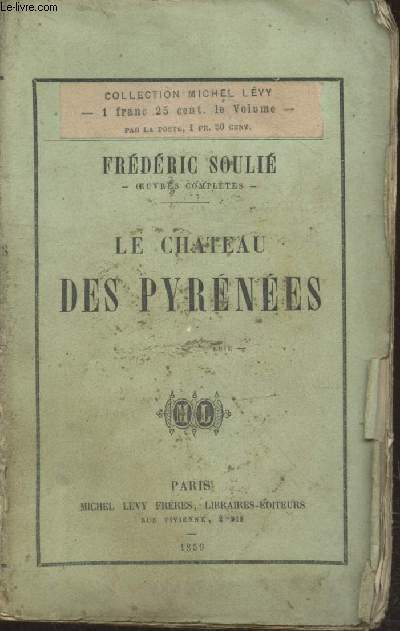 www.le-livre.com
COLLECTION MICHEL LÉVY
— 1 franc 25 cent. le Volume —
PAR LA POSTE, 1 FR. 50 CENT.
FRÉDÉRIC SOULIÉ
— ŒUVRES COMPLÈTES —
LE CHATEAU
DES PYRÉNÉES
ML
PARIS
MICHEL LÉVY FRÈRES, LIBRAIRES-ÉDITEURS
RUE VIVIENNE, 2 BIS
—